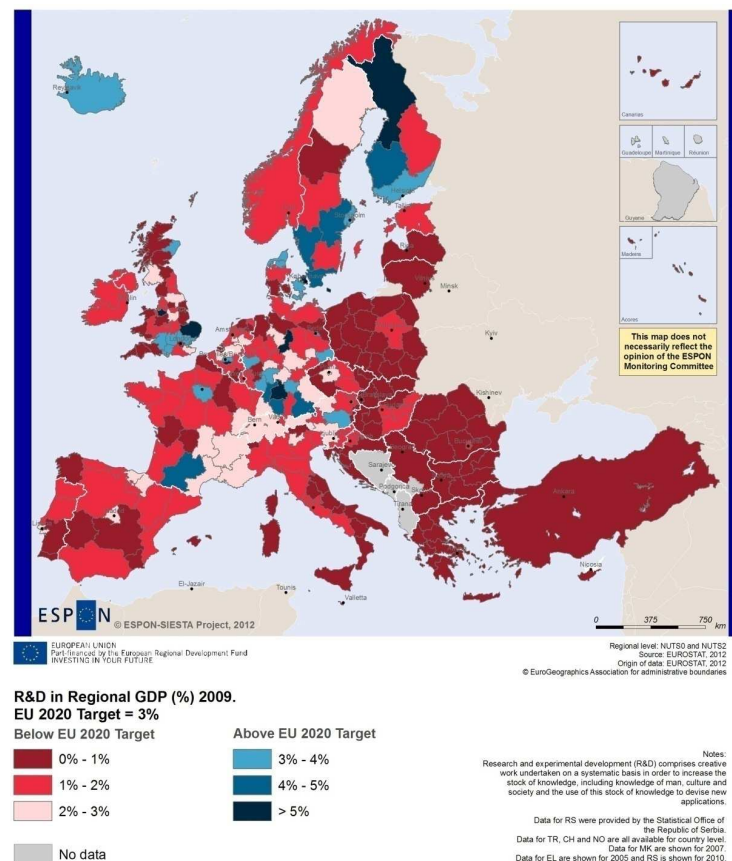 Reykjavik
Canarias
Guadeloupe Martinique Réunion
Guyane
Madeira
Acores
This map does not
necessarily reflect the
opinion of the ESPON
Monitoring Committee
Helsinki
Stockholm
Tallinn
Riga
Minsk
Kyiv
Kishinev
Bern
Sarajevo
Podgorica
Tirana
Ankara
Nicosia
El-Jazair
Tounis
Valletta
ESPON © ESPON-SIESTA Project, 2012
0 375 750
km
EUROPEAN UNION
Part-financed by the European Regional Development Fund
INVESTING IN YOUR FUTURE
Regional level: NUTS0 and NUTS2
Source: EUROSTAT, 2012
Origin of data: EUROSTAT, 2012
© EuroGeographics Association for administrative boundaries
R&D in Regional GDP (%) 2009.
EU 2020 Target = 3%
Below EU 2020 Target Above EU 2020 Target
0% - 1% 3% - 4%
1% - 2% 4% - 5%
2% - 3% > 5%
No data
Notes:
Research and experimental development (R&D) comprises creative
work undertaken on a systematic basis in order to increase the
stock of knowledge, including knowledge of man, culture and
society and the use of this stock of knowledge to devise new
applications.
Data for RS were provided by the Statistical Office of
the Republic of Serbia.
Data for TR, CH and NO are all available for country level.
Data for MK are shown for 2007.
Data for EL are shown for 2005 and RS is shown for 2010.